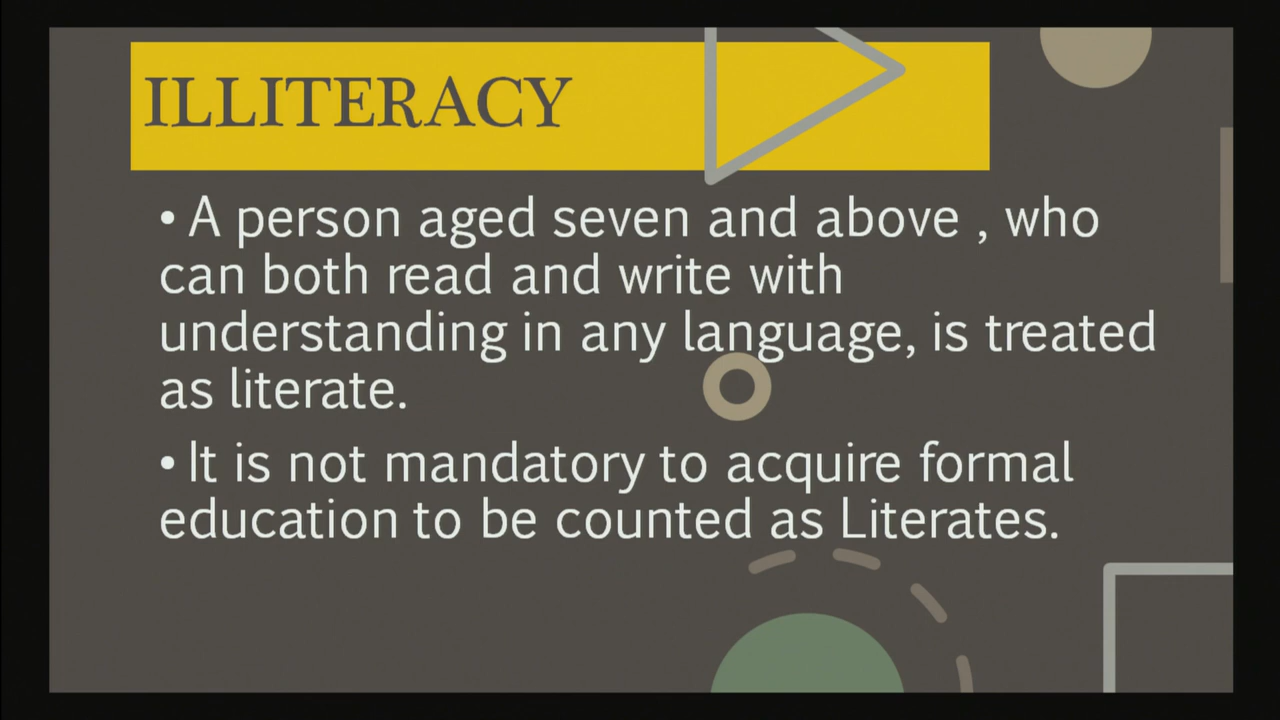 ILLITERACY
• A person aged seven and above , who
can both read and write with
understanding in any language, is treated
as literate.
• It is not mandatory to acquire formal
education to be counted as Literates.